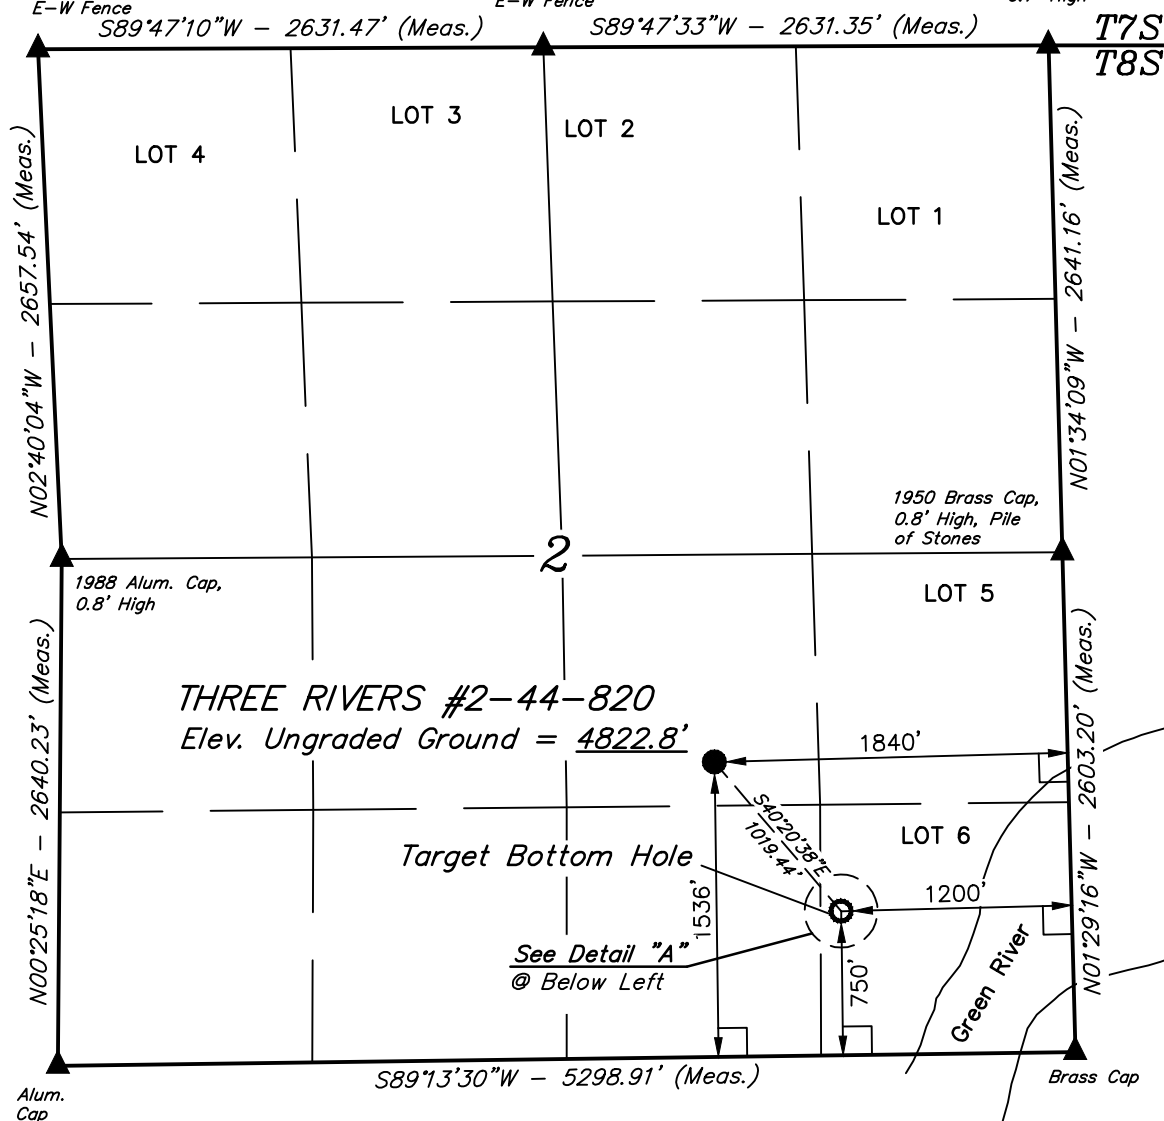 E-W Fence
E-W Fence
S89°47'10"W - 2631.47' (Meas.)
S89°47'33"W - 2631.35' (Meas.)
T7S
T8S
LOT 3
LOT 2
LOT 4
LOT 1
N02°40'04"W - 2657.54' (Meas.)
N01°34'09"W - 2641.16' (Meas.)
1950 Brass Cap,
0.8' High, Pile
of Stones
2
1988 Alum. Cap,
0.8' High
LOT 5
N00°25'18"E - 2640.23' (Meas.)
N01°29'16"W - 2603.20' (Meas.)
THREE RIVERS #2-44-820
Elev. Ungraded Ground = 4822.8'
1840'
S40°20'38"E
1019.44'
LOT 6
Target Bottom Hole
1200'
1536'
See Detail "A"
@ Below Left
750'
Green River
S89°13'30"W - 5298.91' (Meas.)
Brass Cap
Alum.
Cap